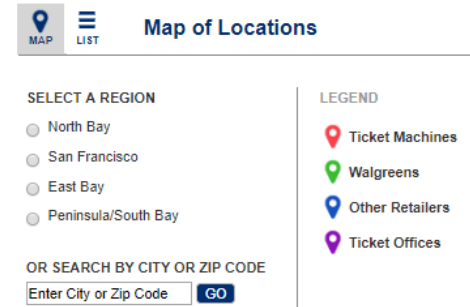 MAP
LIST
Map of Locations
SELECT A REGION
North Bay
San Francisco
East Bay
Peninsula/South Bay
OR SEARCH BY CITY OR ZIP CODE
Enter City or Zip Code
GO
LEGEND
Ticket Machines
Walgreens
Other Retailers
Ticket Offices